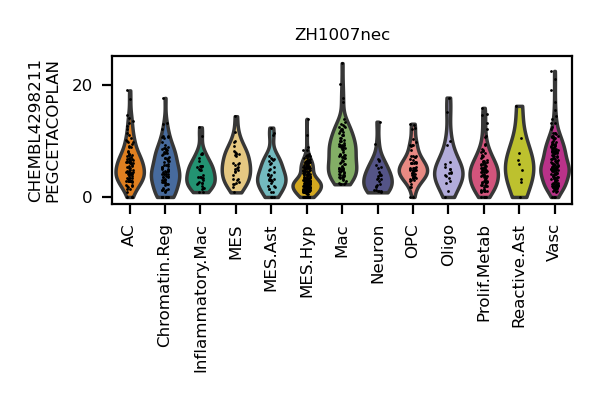 ZH1007nec
CHEMBL4298211
PEGCETACOPLAN
20
0
AC
Chromatin.Reg
Inflammatory.Mac
MES
MES.Ast
MES.Hyp
Mac
Neuron
OPC
Oligo
Prolif.Metab
Reactive.Ast
Vasc